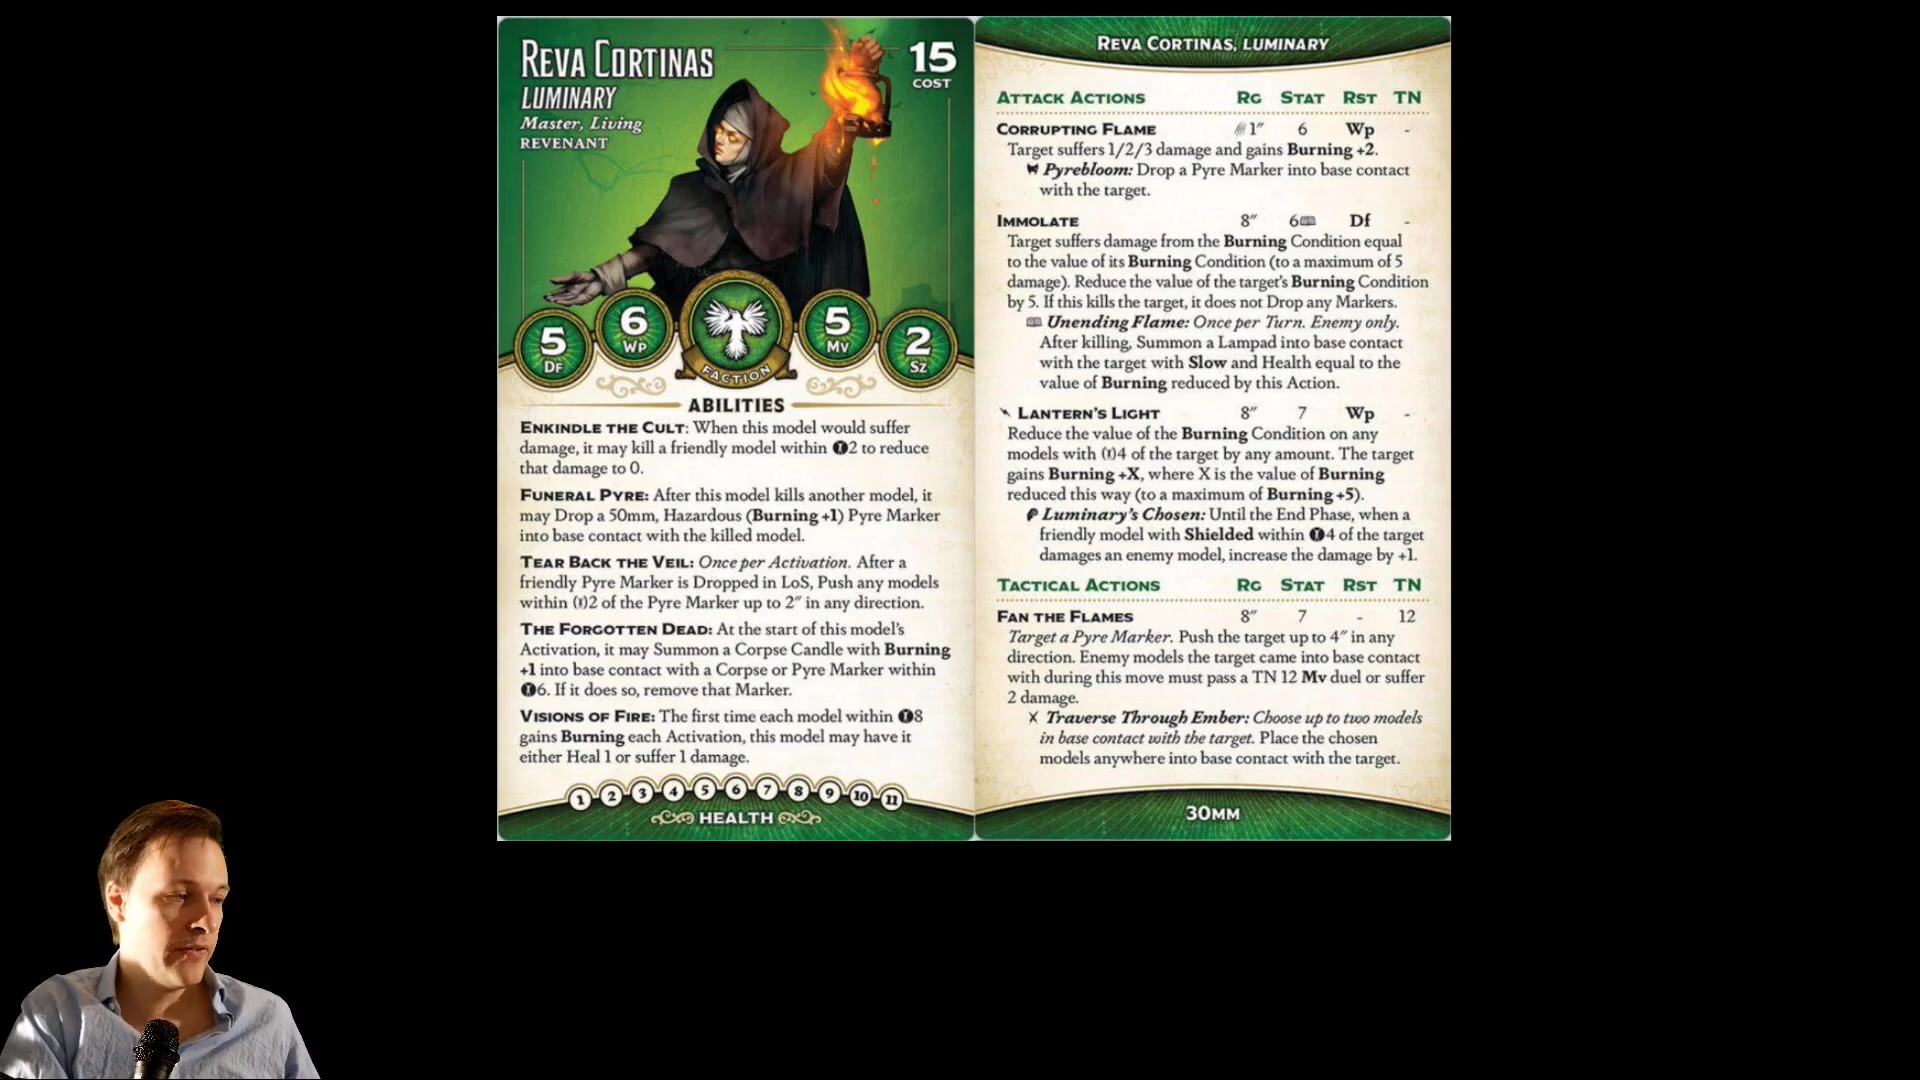 REVA CORTINAS
LUMINARY
Master, Living
REVENANT
15
COST
5
DF
6
WP
FACTION
5
MV
2
SZ
ABILITIES
ENKINDLE THE CULT: When this model would suffer
damage, it may kill a friendly model within 2 to reduce
that damage to 0.
FUNERAL PYRE: After this model kills another model, it
may Drop a 50mm, Hazardous (Burning +1) Pyre Marker
into base contact with the killed model.
TEAR BACK THE VEIL: Once per Activation. After a
friendly Pyre Marker is Dropped in LoS, Push any models
within 2 of the Pyre Marker up to 2" in any direction.
THE FORGOTTEN DEAD: At the start of this model's
Activation, it may Summon a Corpse Candle with Burning
+1 into base contact with a Corpse or Pyre Marker within
6. If it does so, remove that Marker.
VISIONS OF FIRE: The first time each model within 8
gains Burning each Activation, this model may have it
either Heal 1 or suffer 1 damage.
1 2 3 4 5 6 7 8 9 10 11
HEALTH
REVA CORTINAS, LUMINARY
ATTACK ACTIONS RG STAT RST TN
CORRUPTING FLAME 1" 6 Wp -
Target suffers 1/2/3 damage and gains Burning +2.
Pyrebloom: Drop a Pyre Marker into base contact
with the target.
IMMOLATE 8" 6 Df -
Target suffers damage from the Burning Condition equal
to the value of its Burning Condition (to a maximum of 5
damage). Reduce the value of the target's Burning Condition
by 5. If this kills the target, it does not Drop any Markers.
Unending Flame: Once per Turn. Enemy only.
After killing, Summon a Lampad into base contact
with the target with Slow and Health equal to the
value of Burning reduced by this Action.
LANTERN'S LIGHT 8" 7 Wp -
Reduce the value of the Burning Condition on any
models with 4 of the target by any amount. The target
gains Burning +X, where X is the value of Burning
reduced this way (to a maximum of Burning +5).
Luminary's Chosen: Until the End Phase, when a
friendly model with Shielded within 4 of the target
damages an enemy model, increase the damage by +1.
TACTICAL ACTIONS RG STAT RST TN
FAN THE FLAMES 8" 7 - 12
Target a Pyre Marker. Push the target up to 4" in any
direction. Enemy models the target came into base contact
with during this move must pass a TN 12 Mv duel or suffer
2 damage.
Traverse Through Ember: Choose up to two models
in base contact with the target. Place the chosen
models anywhere into base contact with the target.
30MM